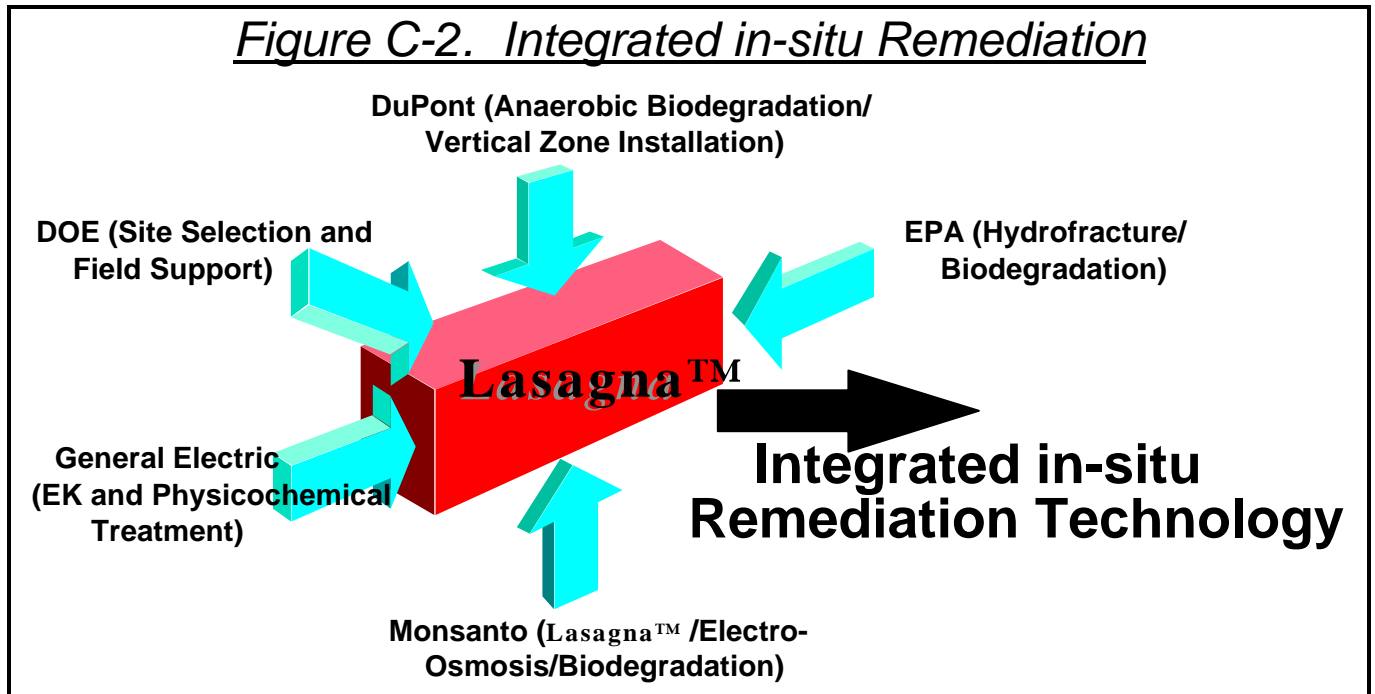 Figure C-2. Integrated in-situ Remediation
DuPont (Anaerobic Biodegradation/
Vertical Zone Installation)
DOE (Site Selection and
Field Support)
EPA (Hydrofracture/
Biodegradation)
Lasagna™
General Electric
(EK and Physicochemical
Treatment)
Integrated in-situ
Remediation Technology
Monsanto (Lasagna™ /Electro-
Osmosis/Biodegradation)